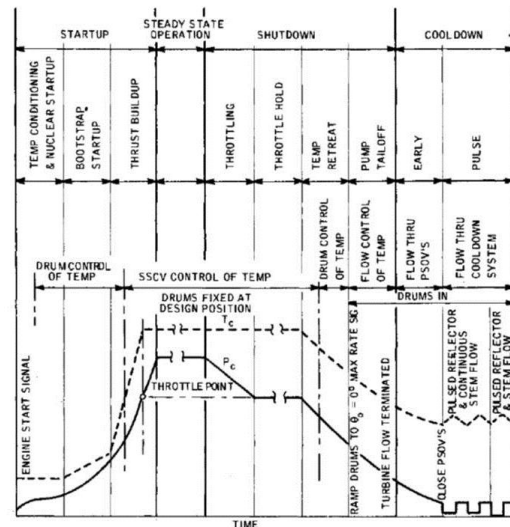 STARTUP
STEADY STATE
OPERATION
SHUTDOWN
COOLDOWN
TEMP CONDITIONING
& NUCLEAR STARTUP
BOOTSTRAP
STARTUP
THRUST BUILDUP
THROTTLING
THROTTLE HOLD
TEMP
RETREAT
PUMP
TAILOFF
EARLY
PULSE
DRUM CONTROL
OF TEMP
SSCV CONTROL OF TEMP
DRUM CONTROL
OF TEMP
FLOW CONTROL
OF TEMP
FLOW THRU
PSOV'S
FLOW THRU
COOLDOWN
SYSTEM
DRUMS FIXED AT
DESIGN POSITION
DRUMS IN
Tc
Pc
THROTTLE POINT
ENGINE START SIGNAL
RAMP DRUMS TO θD = 0° MAX RATE SIG
TURBINE FLOW TERMINATED
CLOSE PSOV'S
PULSED REFLECTOR
& CONTINUOUS
STEM FLOW
PULSED REFLECTOR
& STEM FLOW
TIME